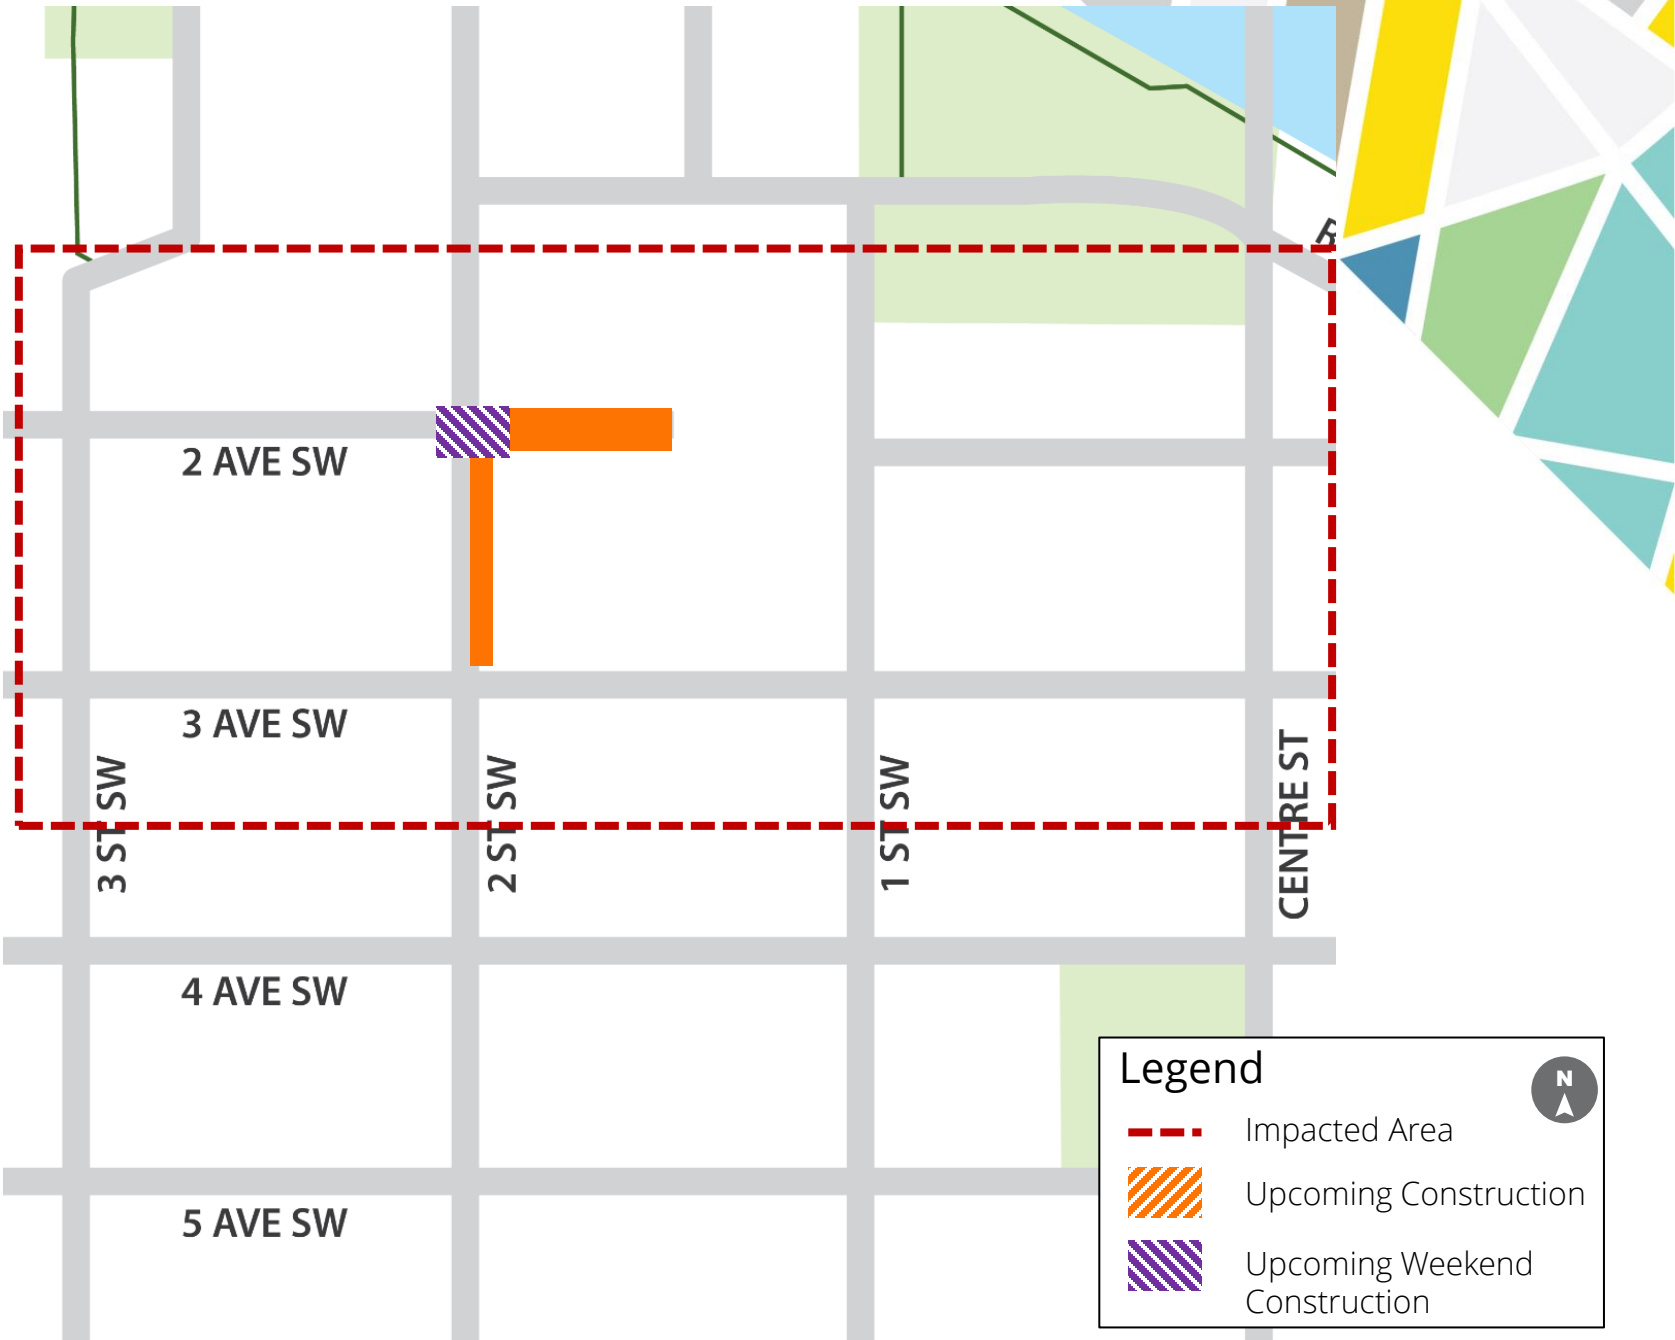 2 AVE SW
3 AVE SW
3 ST SW
2 ST SW
1 ST SW
CENTRE ST
4 AVE SW
5 AVE SW
Legend
N
Impacted Area
Upcoming Construction
Upcoming Weekend
Construction